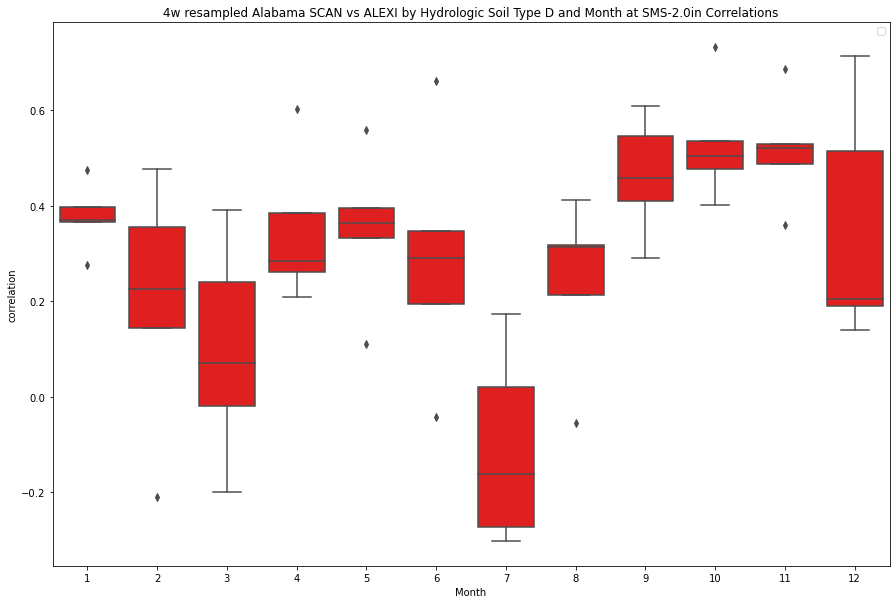 4w resampled Alabama SCAN vs ALEXI by Hydrologic Soil Type D and Month at SMS-2.0in Correlations
correlation
0.6
0.4
0.2
0.0
−0.2
1 2 3 4 5 6 7 8 9 10 11 12
Month